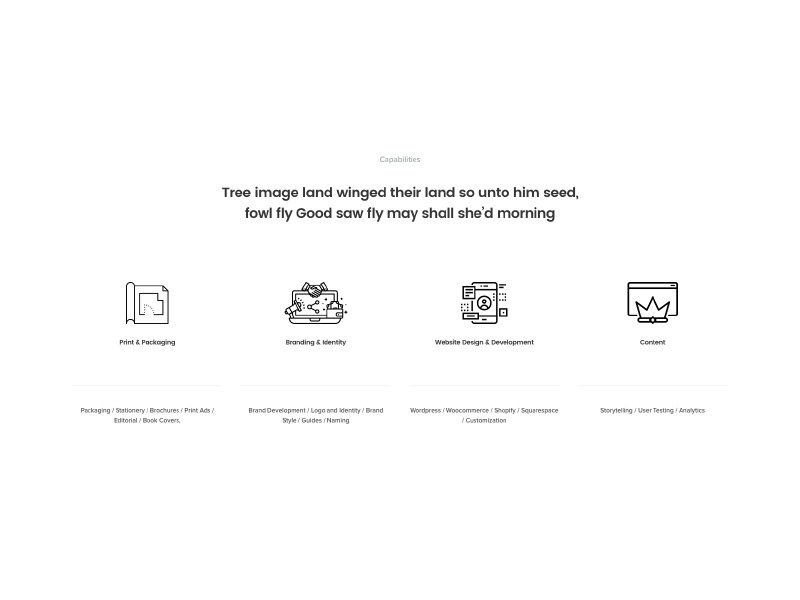 Capabilities
Tree image land winged their land so unto him seed,
fowl fly Good saw fly may shall she’d morning
Print & Packaging
Branding & Identity
Website Design & Development
Content
Packaging / Stationery / Brochures / Print Ads /
Editorial / Book Covers,
Brand Development / Logo and Identity / Brand
Style / Guides / Naming
Wordpress / Woocommerce / Shopify / Squarespace
/ Customization
Storytelling / User Testing / Analytics